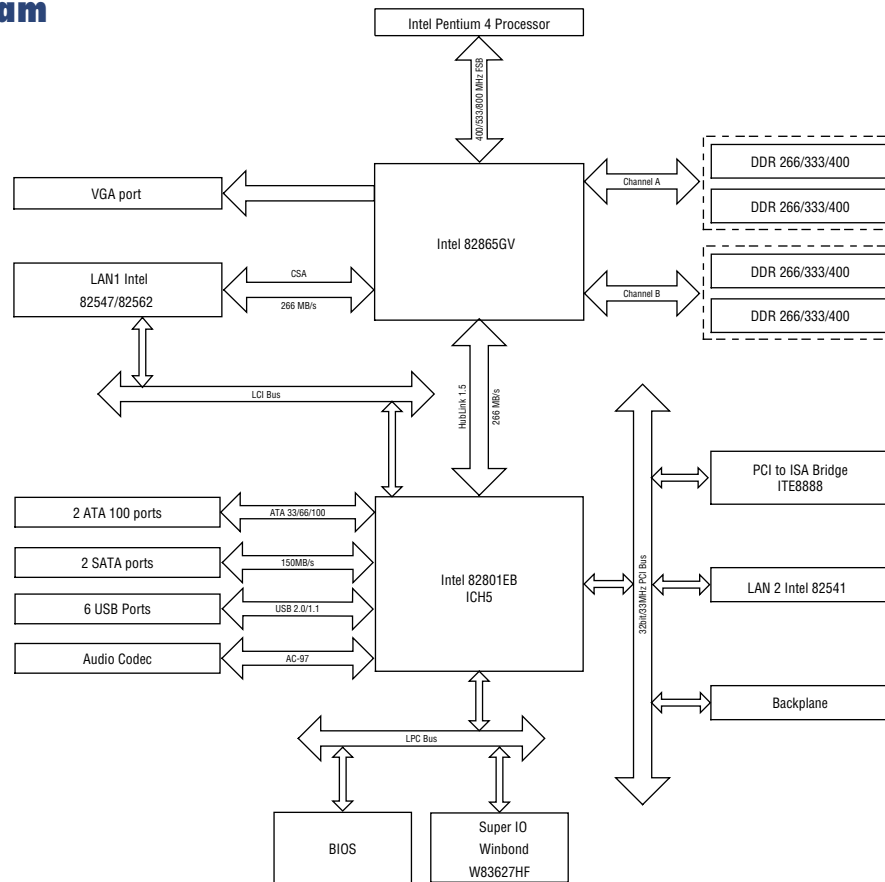 am
Intel Pentium 4 Processor
400/533/800 MHz FSB
DDR 266/333/400
Channel A
VGA port
DDR 266/333/400
Intel 82865GV
DDR 266/333/400
LAN1 Intel
82547/82562
CSA
266 MB/s
Channel B
DDR 266/333/400
LCI Bus
HubLink 1.5
266 MB/s
PCI to ISA Bridge
ITE8888
2 ATA 100 ports
ATA 33/66/100
2 SATA ports
150MB/s
Intel 82801EB
ICH5
32bit/33MHz PCI Bus
LAN 2 Intel 82541
6 USB Ports
USB 2.0/1.1
Audio Codec
AC-97
Backplane
LPC Bus
BIOS
Super IO
Winbond
W83627HF